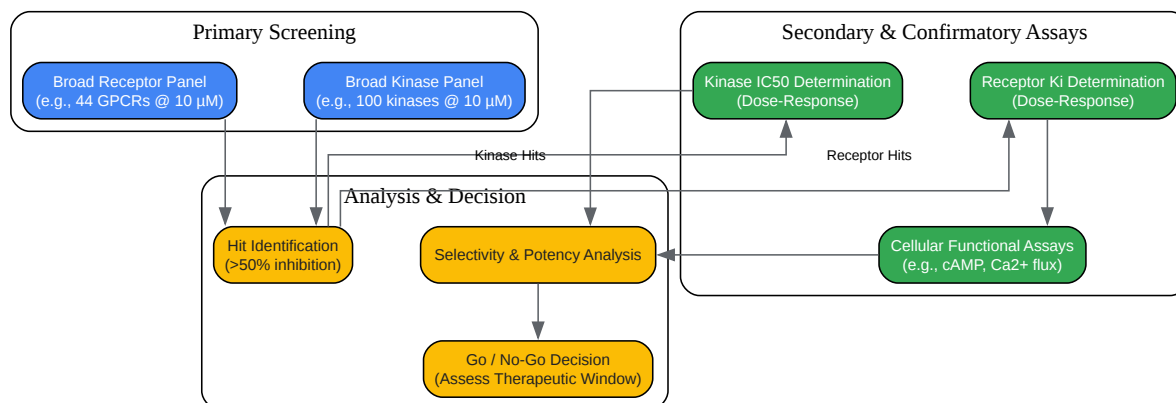 Primary Screening
Broad Receptor Panel
(e.g., 44 GPCRs @ 10 µM)
Broad Kinase Panel
(e.g., 100 kinases @ 10 µM)
Secondary & Confirmatory Assays
Kinase IC50 Determination
(Dose-Response)
Receptor Ki Determination
(Dose-Response)
Kinase Hits
Receptor Hits
Analysis & Decision
Hit Identification
(>50% inhibition)
Selectivity & Potency Analysis
Cellular Functional Assays
(e.g., cAMP, Ca2+ flux)
Go / No-Go Decision
(Assess Therapeutic Window)